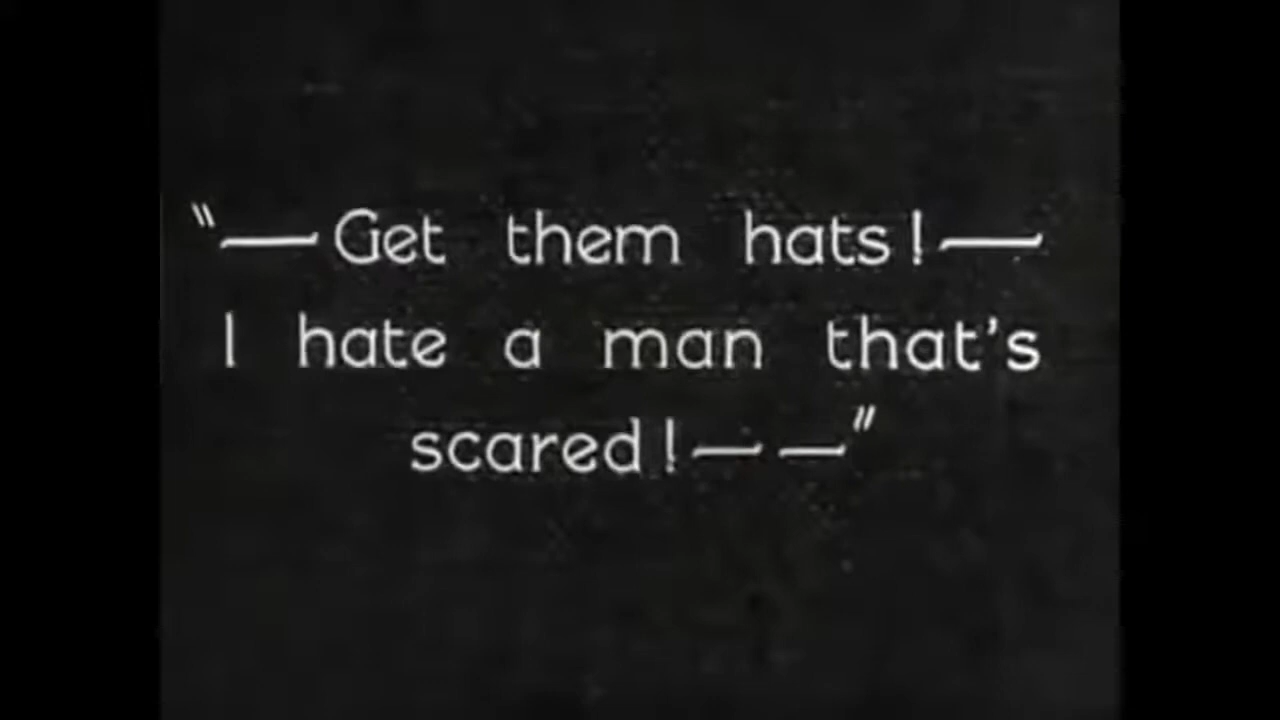 "—Get them hats!—
I hate a man that's
scared!— —"